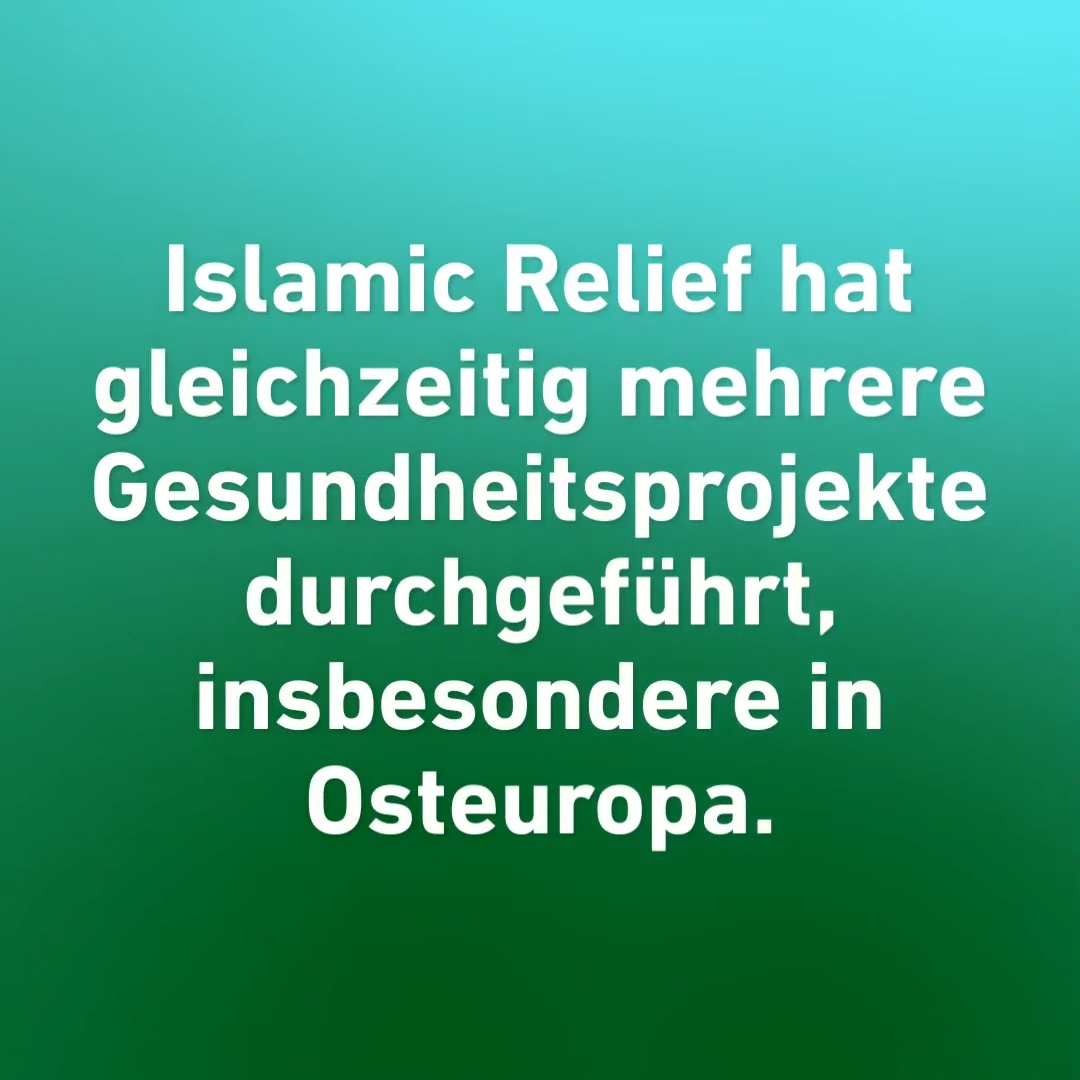 Islamic Relief hat
gleichzeitig mehrere
Gesundheitsprojekte
durchgeführt,
insbesondere in
Osteuropa.